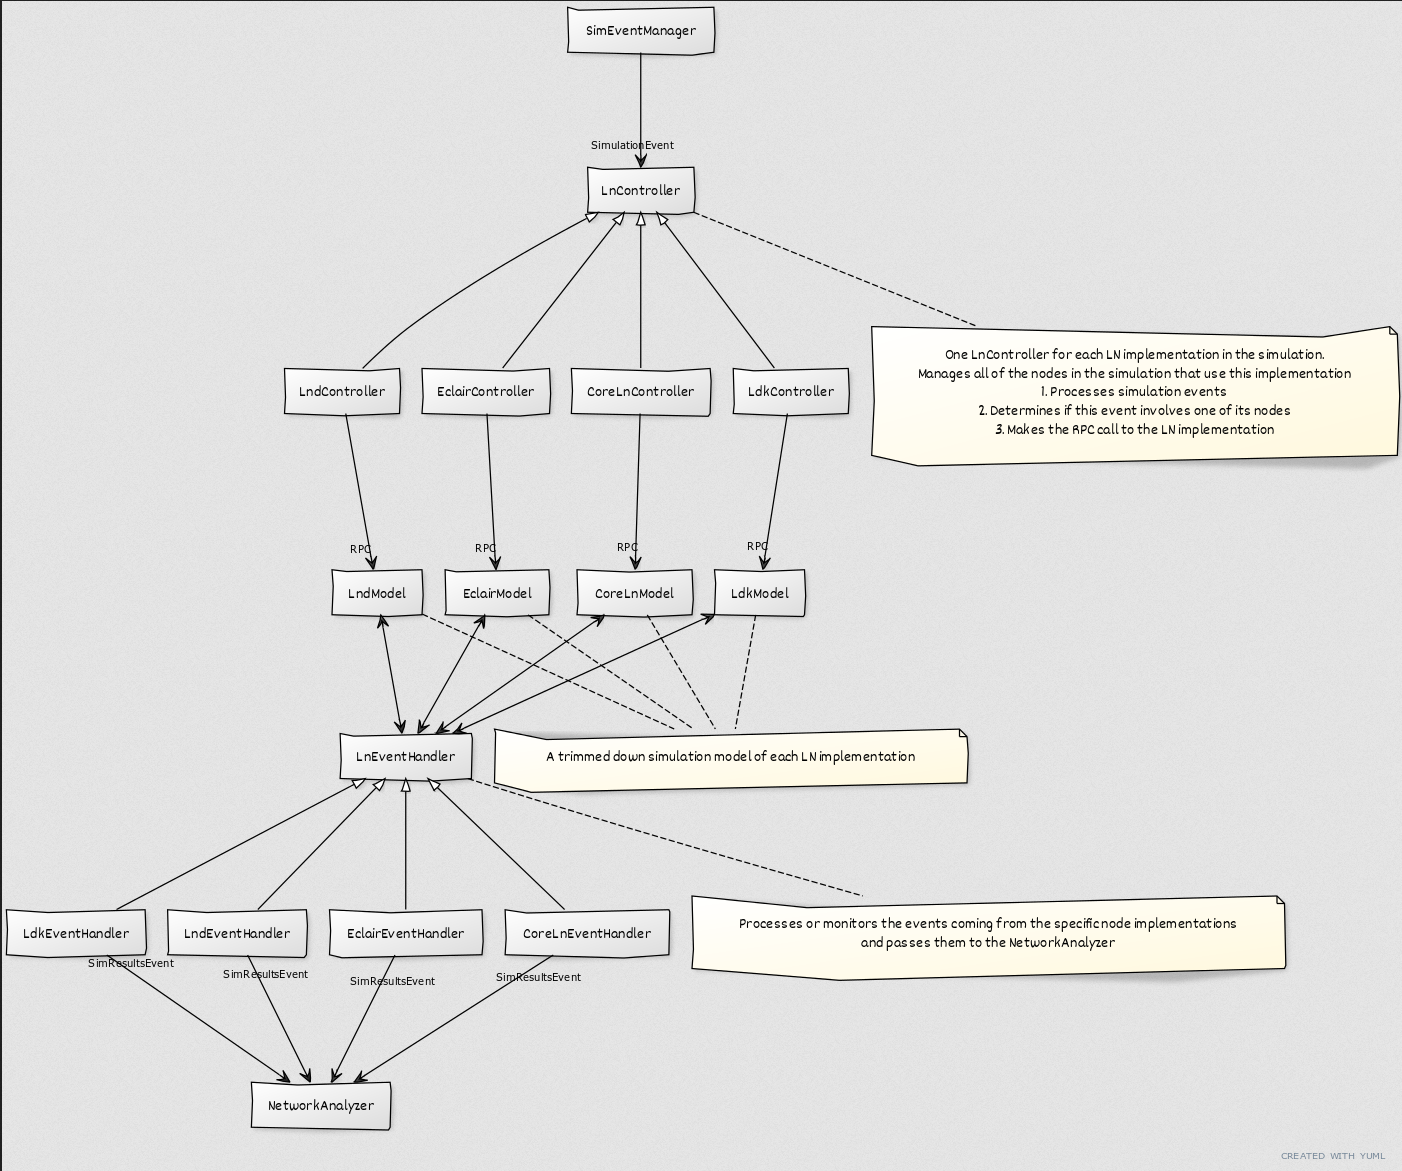 SimEventManager
SimulationEvent
LnController
LndController
EclairController
CoreLnController
LdkController
One LnController for each LN implementation in the simulation.
Manages all of the nodes in the simulation that use this implementation
1. Processes simulation events
2. Determines if this event involves one of its nodes
3. Makes the RPC call to the LN implementation
RPC
RPC
RPC
RPC
LndModel
EclairModel
CoreLnModel
LdkModel
LnEventHandler
A trimmed down simulation model of each LN implementation
LdkEventHandler
LndEventHandler
EclairEventHandler
CoreLnEventHandler
Processes or monitors the events coming from the specific node implementations
and passes them to the NetworkAnalyzer
SimResultsEvent
SimResultsEvent
SimResultsEvent
SimResultsEvent
NetworkAnalyzer
CREATED WITH YUML